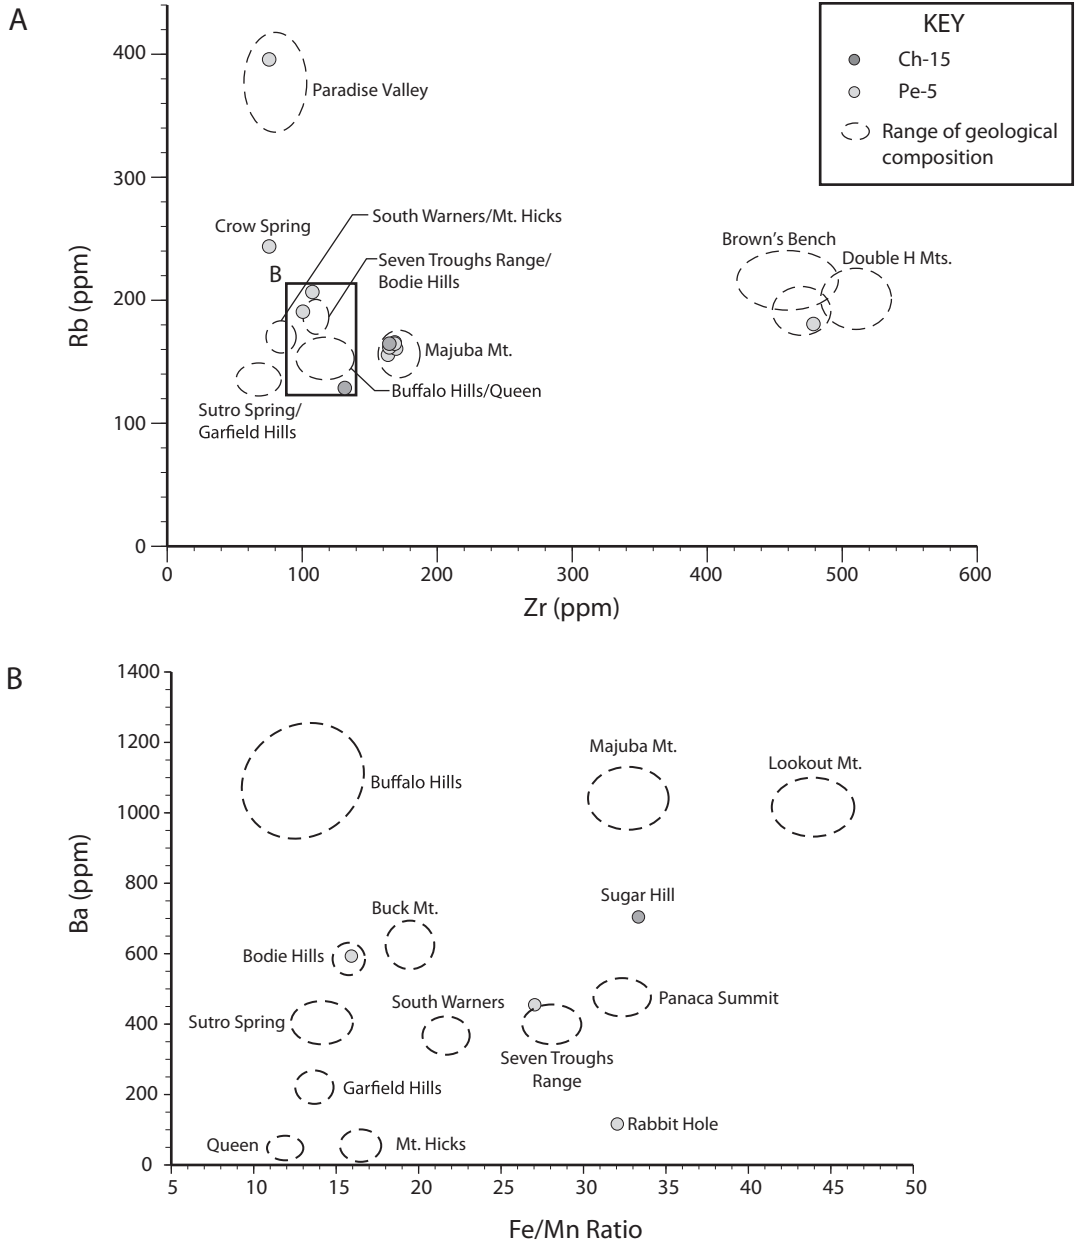 A
KEY
Ch-15
Pe-5
Range of geological
composition
400
300
200
100
0
Rb (ppm)
Paradise Valley
South Warners/Mt. Hicks
Crow Spring
Seven Troughs Range/
Bodie Hills
B
Brown's Bench
Double H Mts.
Majuba Mt.
Buffalo Hills/Queen
Sutro Spring/
Garfield Hills
0
100
200
300
400
500
600
Zr (ppm)
B
1400
1200
1000
800
600
400
200
0
Ba (ppm)
Majuba Mt.
Lookout Mt.
Buffalo Hills
Sugar Hill
Buck Mt.
Bodie Hills
South Warners
Panaca Summit
Sutro Spring
Seven Troughs
Range
Garfield Hills
Rabbit Hole
Queen
Mt. Hicks
5
10
15
20
25
30
35
40
45
50
Fe/Mn Ratio